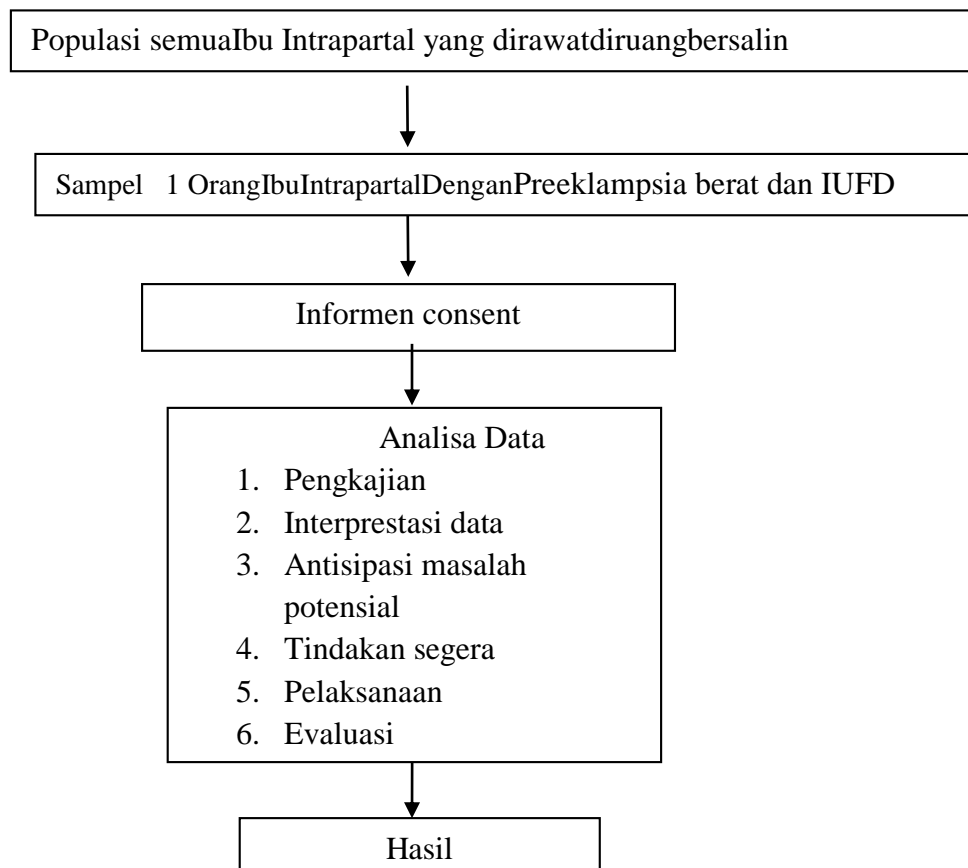 Populasi semuaIbu Intrapartal yang dirawatdiruangbersalin
Sampel 1 OrangIbuIntrapartalDenganPreeklampsia berat dan IUFD
Informen consent
Analisa Data
1. Pengkajian
2. Interprestasi data
3. Antisipasi masalah
potensial
4. Tindakan segera
5. Pelaksanaan
6. Evaluasi
Hasil